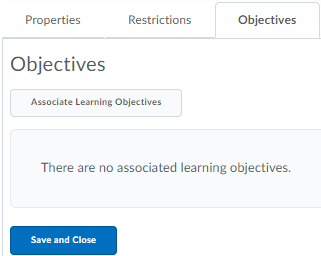 Properties Restrictions Objectives
Objectives
Associate Learning Objectives
There are no associated learning objectives.
Save and Close